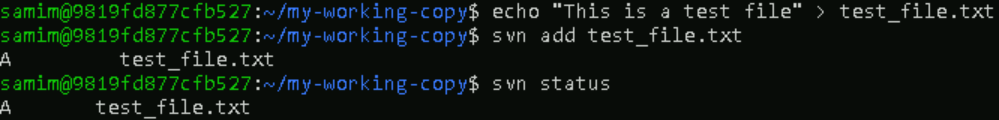 samim@9819fd877cfb527:~/my-working-copy$ echo "This is a test file" > test_file.txt
samim@9819fd877cfb527:~/my-working-copy$ svn add test_file.txt
A         test_file.txt
samim@9819fd877cfb527:~/my-working-copy$ svn status
A       test_file.txt